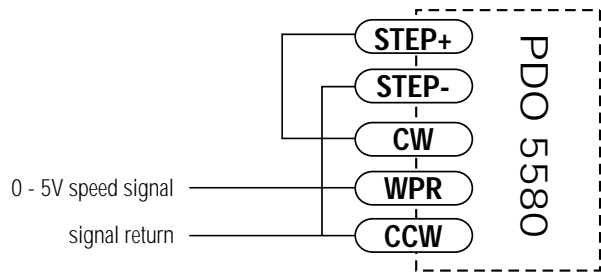 STEP+
STEP-
CW
0 - 5V speed signal
WPR
signal return
CCW
PDO 5580